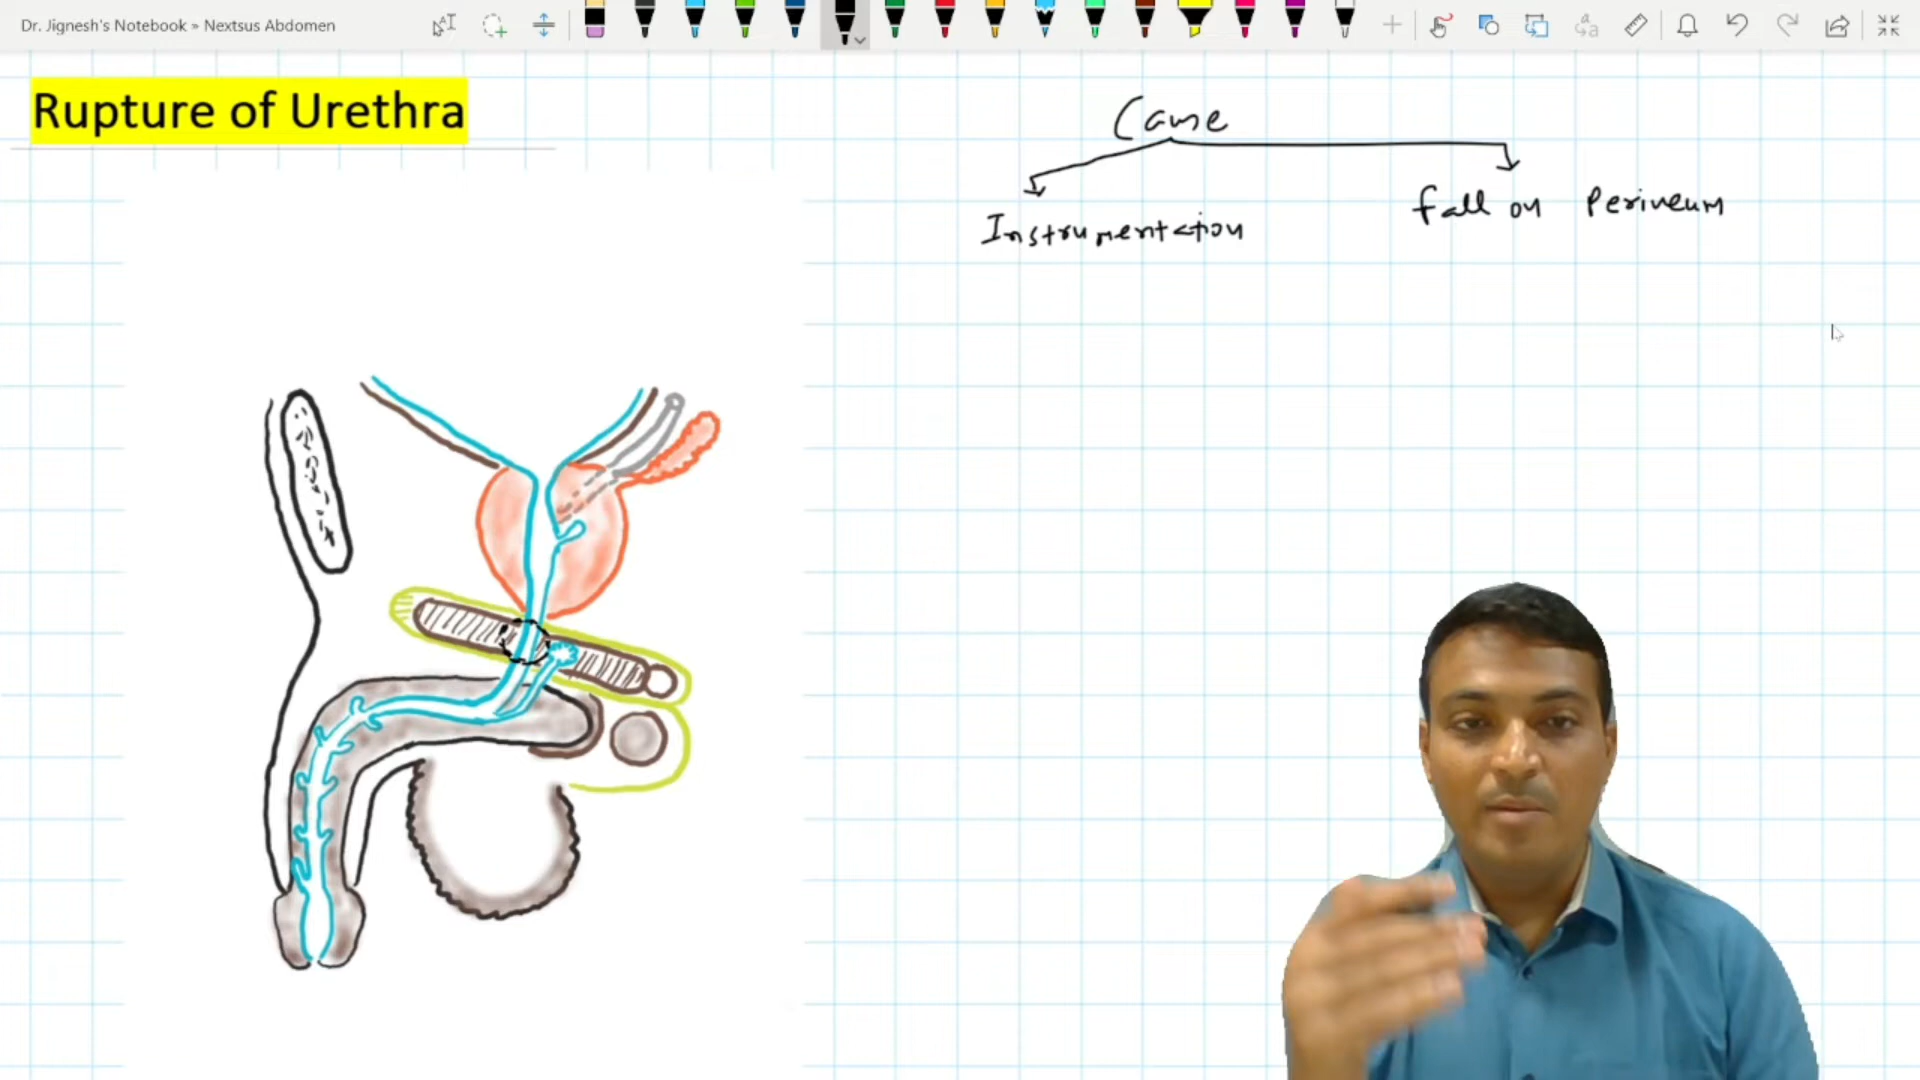 Dr. Jignesh's Notebook » Nextsus Abdomen
Rupture of Urethra
Cause
Instrumentation
fall on Perineum